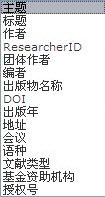 主题
标题
作者
ResearcherID
团体作者
编者
出版物名称
DOI
出版年
地址
会议
语种
文献类型
基金资助机构
授权号